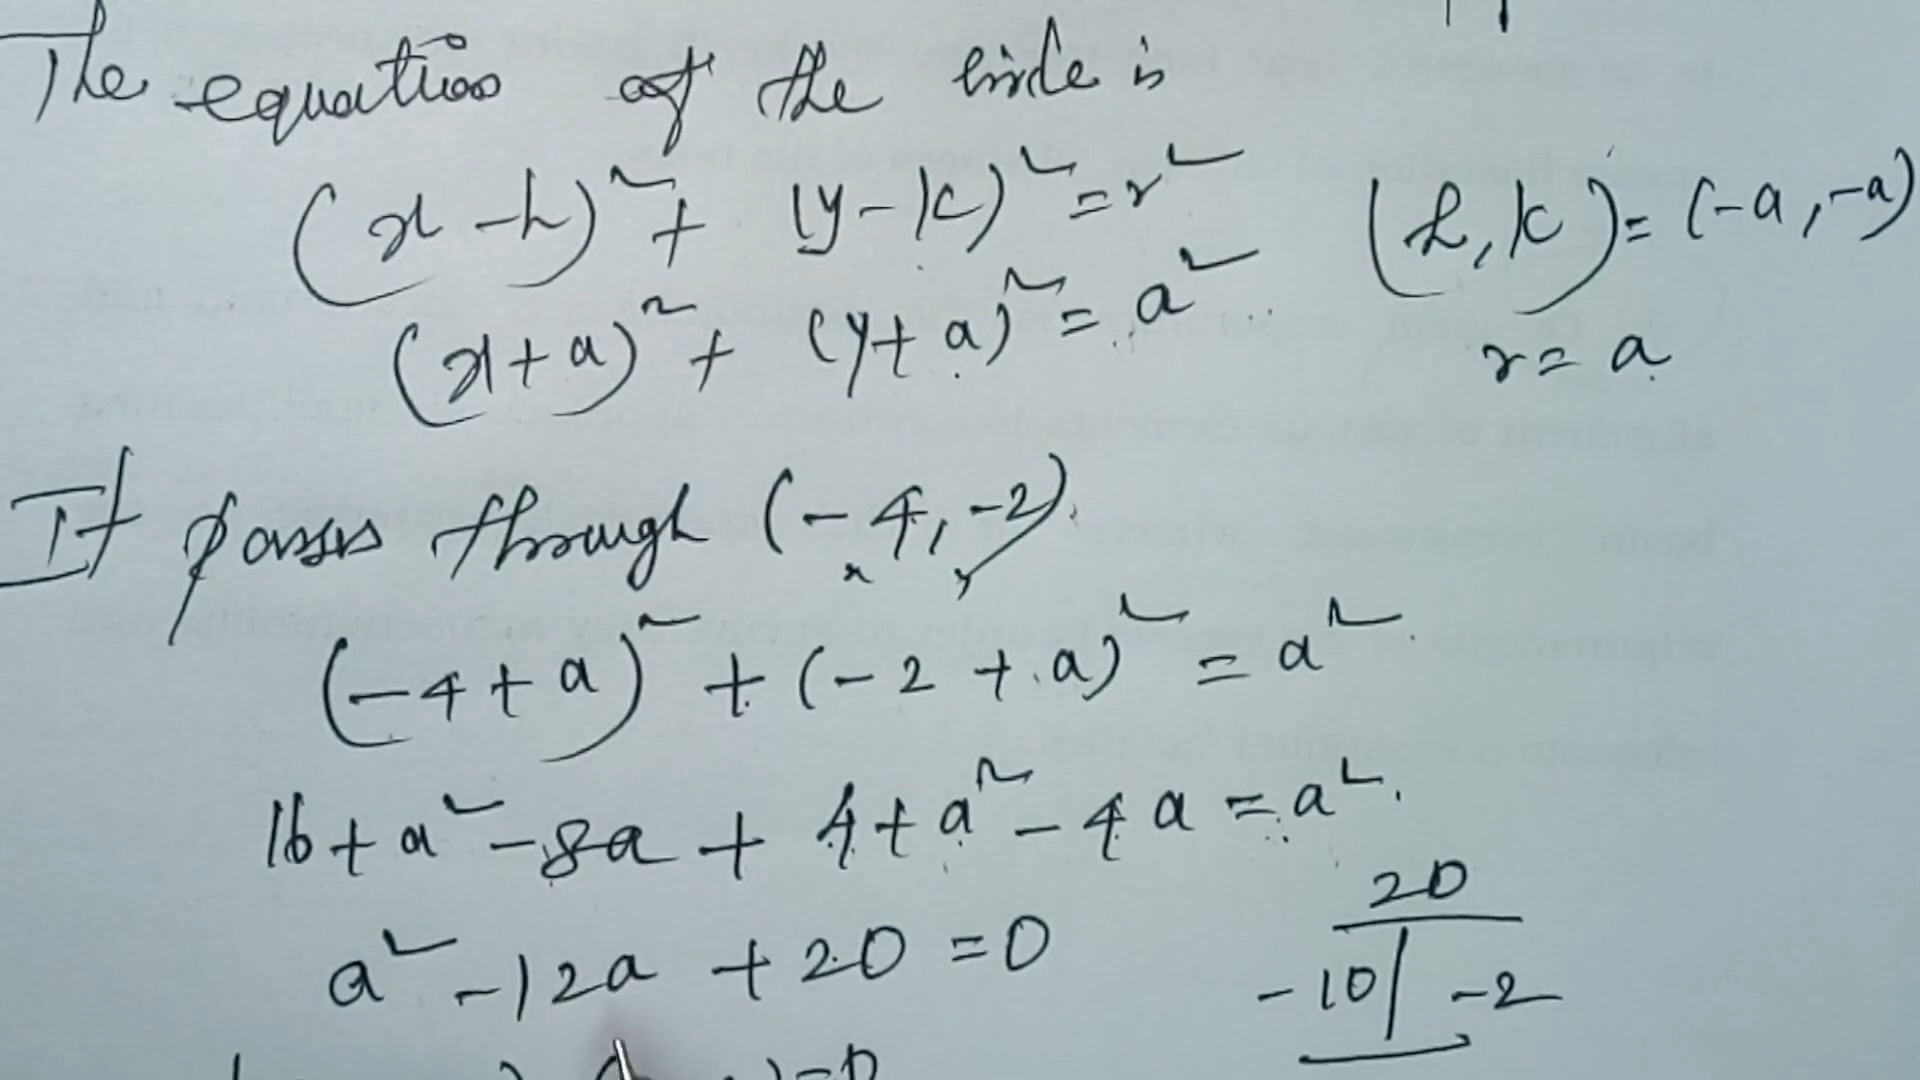 The equation of the circle is
(x - h)² + (y - k)² = r² (h, k) = (-a, -a)
(x + a)² + (y + a)² = a² r = a
It passes through (-4, -2).
x y
(-4 + a)² + (-2 + a)² = a²
16 + a² - 8a + 4 + a² - 4a = a².
20
a² - 12a + 20 = 0 -10 | -2
) = 0